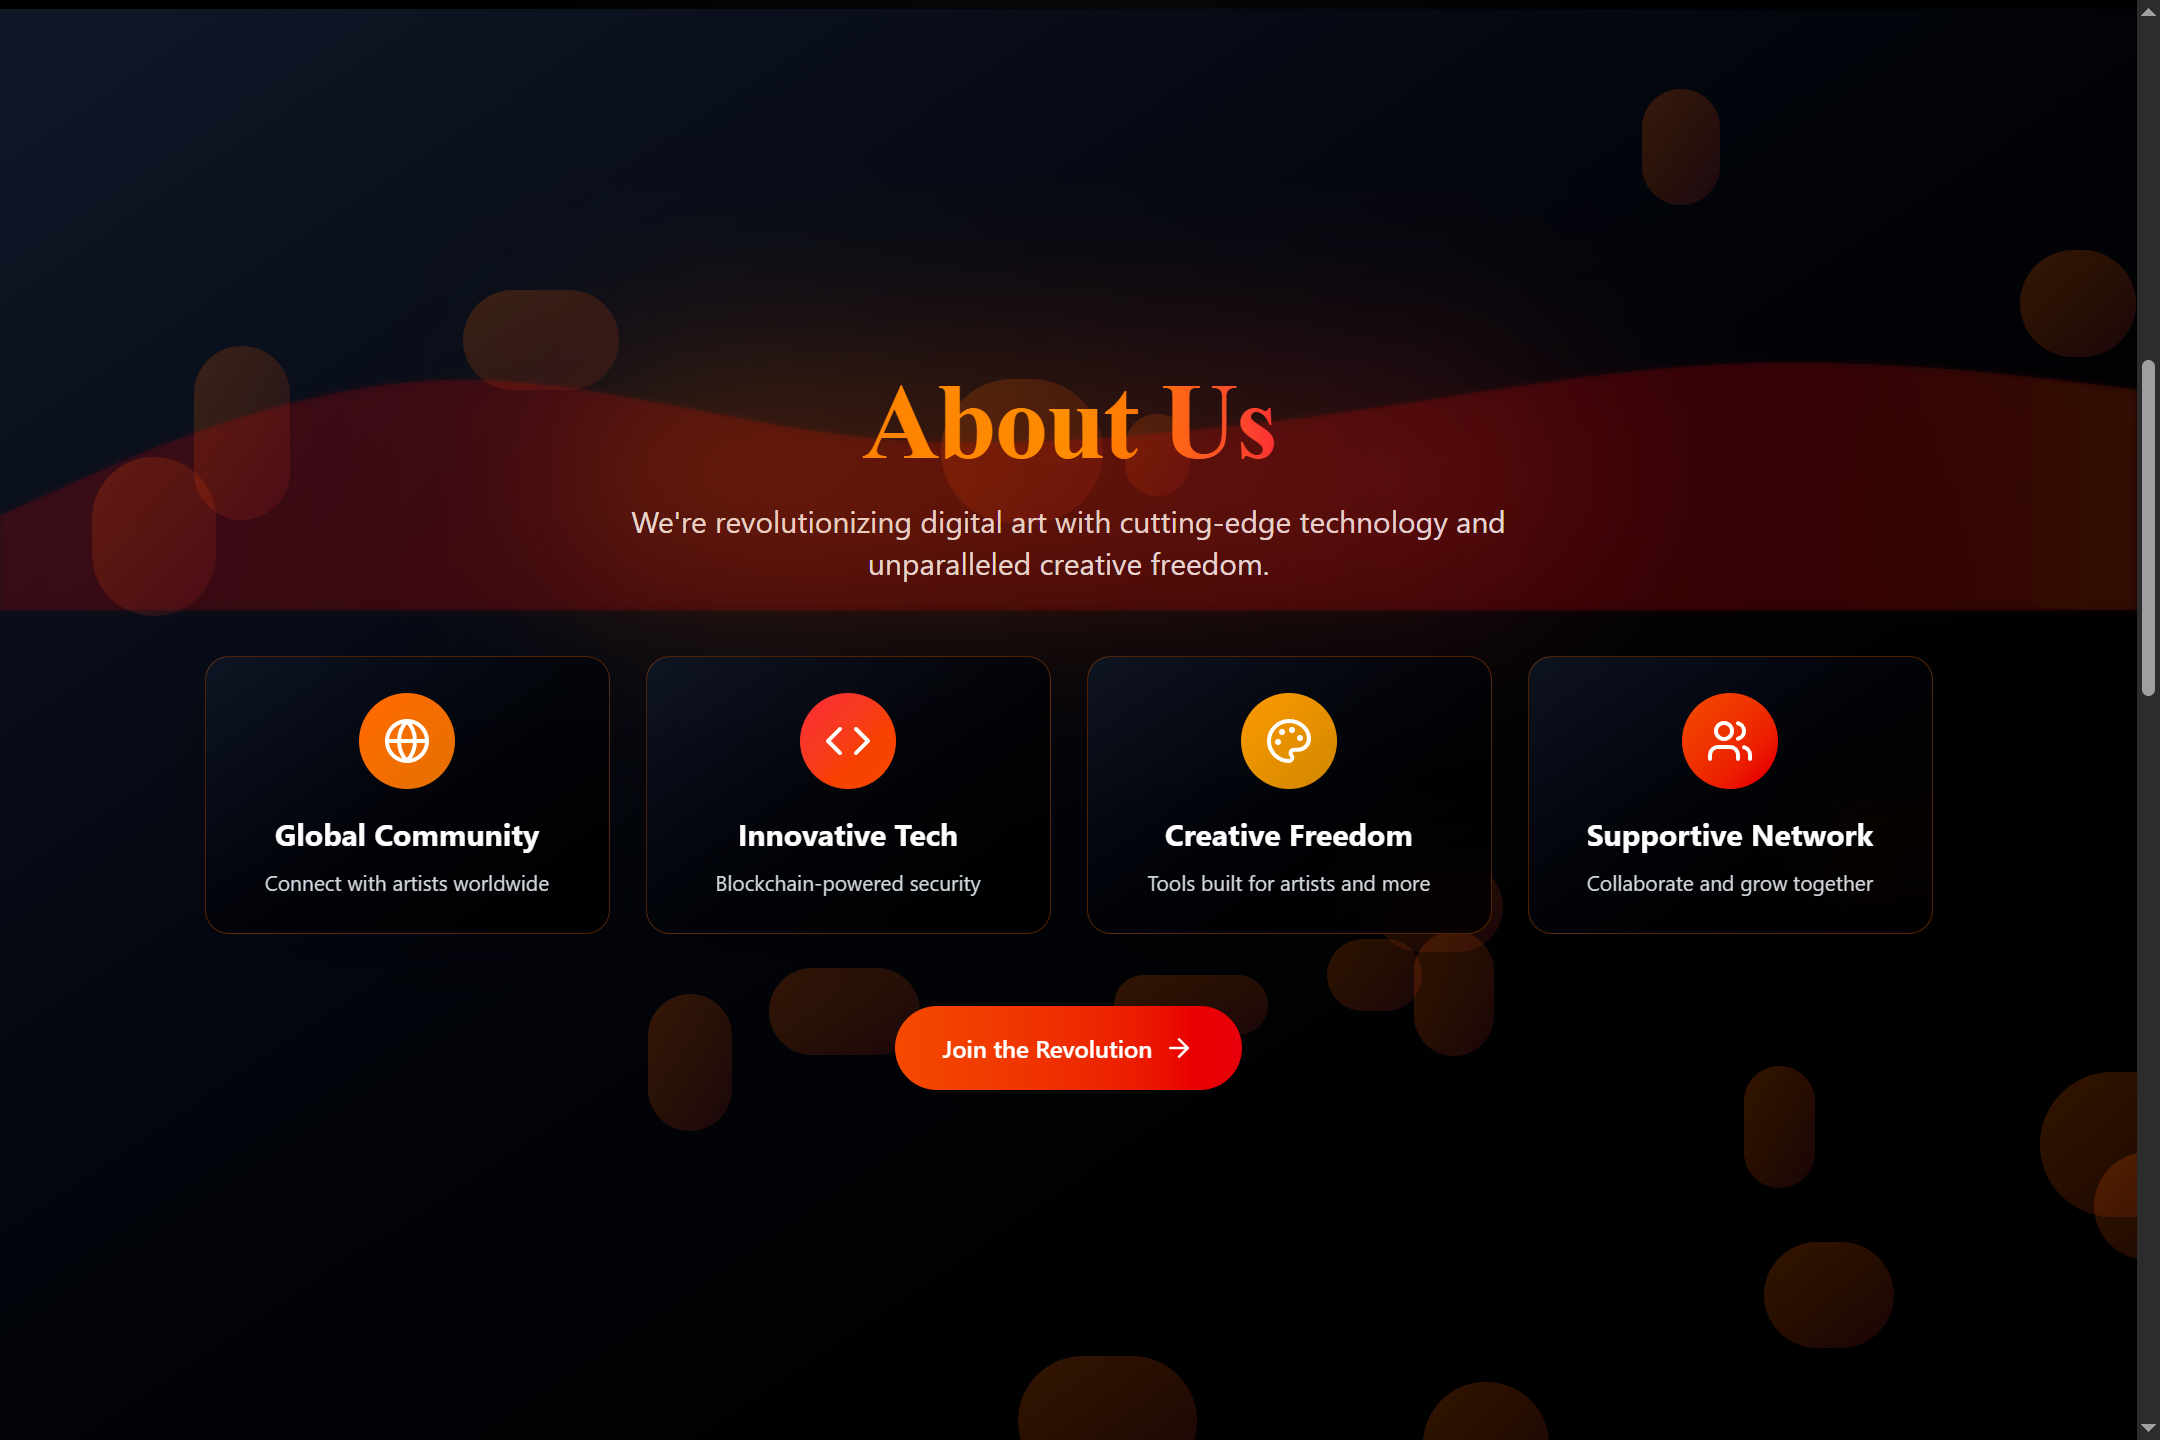 About Us
We're revolutionizing digital art with cutting-edge technology and
unparalleled creative freedom.
Global Community
Connect with artists worldwide
Innovative Tech
Blockchain-powered security
Creative Freedom
Tools built for artists and more
Supportive Network
Collaborate and grow together
Join the Revolution